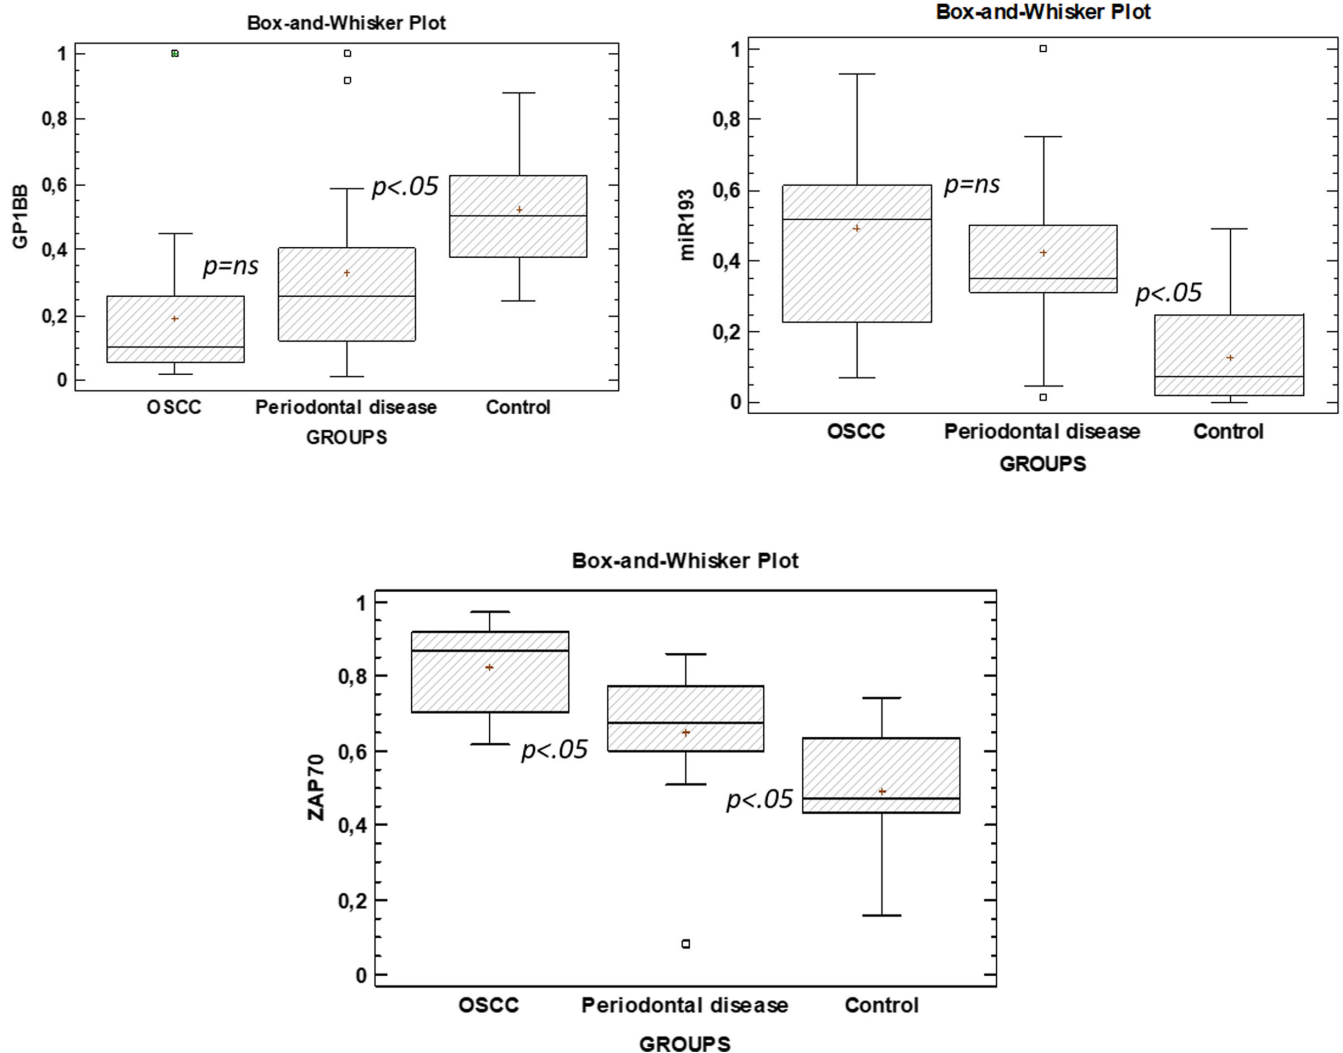 Box-and-Whisker Plot
1
0,8
0,6
0,4
0,2
0
GP1BB
p=ns
p<.05
OSCC Periodontal disease Control
GROUPS
Box-and-Whisker Plot
1
0,8
0,6
0,4
0,2
0
miR193
p=ns
p<.05
OSCC Periodontal disease Control
GROUPS
Box-and-Whisker Plot
1
0,8
0,6
0,4
0,2
0
ZAP70
p<.05
p<.05
OSCC Periodontal disease Control
GROUPS